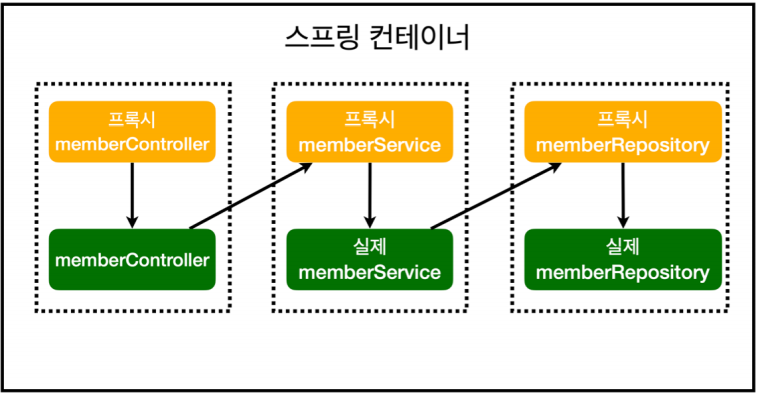 스프링 컨테이너
프록시
memberController
프록시
memberService
프록시
memberRepository
memberController
실제
memberService
실제
memberRepository